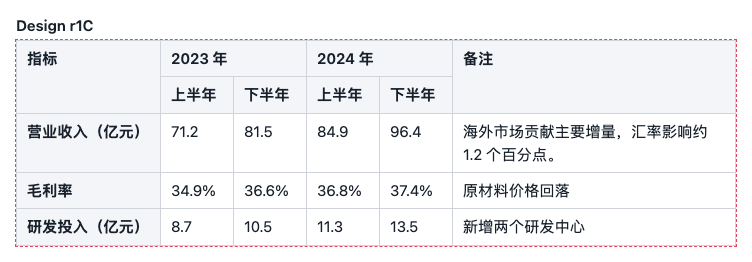 Design r1C
指标 2023 年 2024 年 备注
上半年 下半年 上半年 下半年
营业收入（亿元） 71.2 81.5 84.9 96.4 海外市场贡献主要增量，汇率影响约
1.2 个百分点。
毛利率 34.9% 36.6% 36.8% 37.4% 原材料价格回落
研发投入（亿元） 8.7 10.5 11.3 13.5 新增两个研发中心